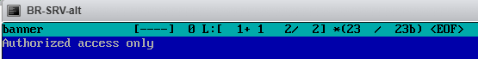 BR-SRV-alt
banner [----] 0 L:[ 1+ 1 2/ 2] *(23 / 23b) <EOF>
Authorized access only